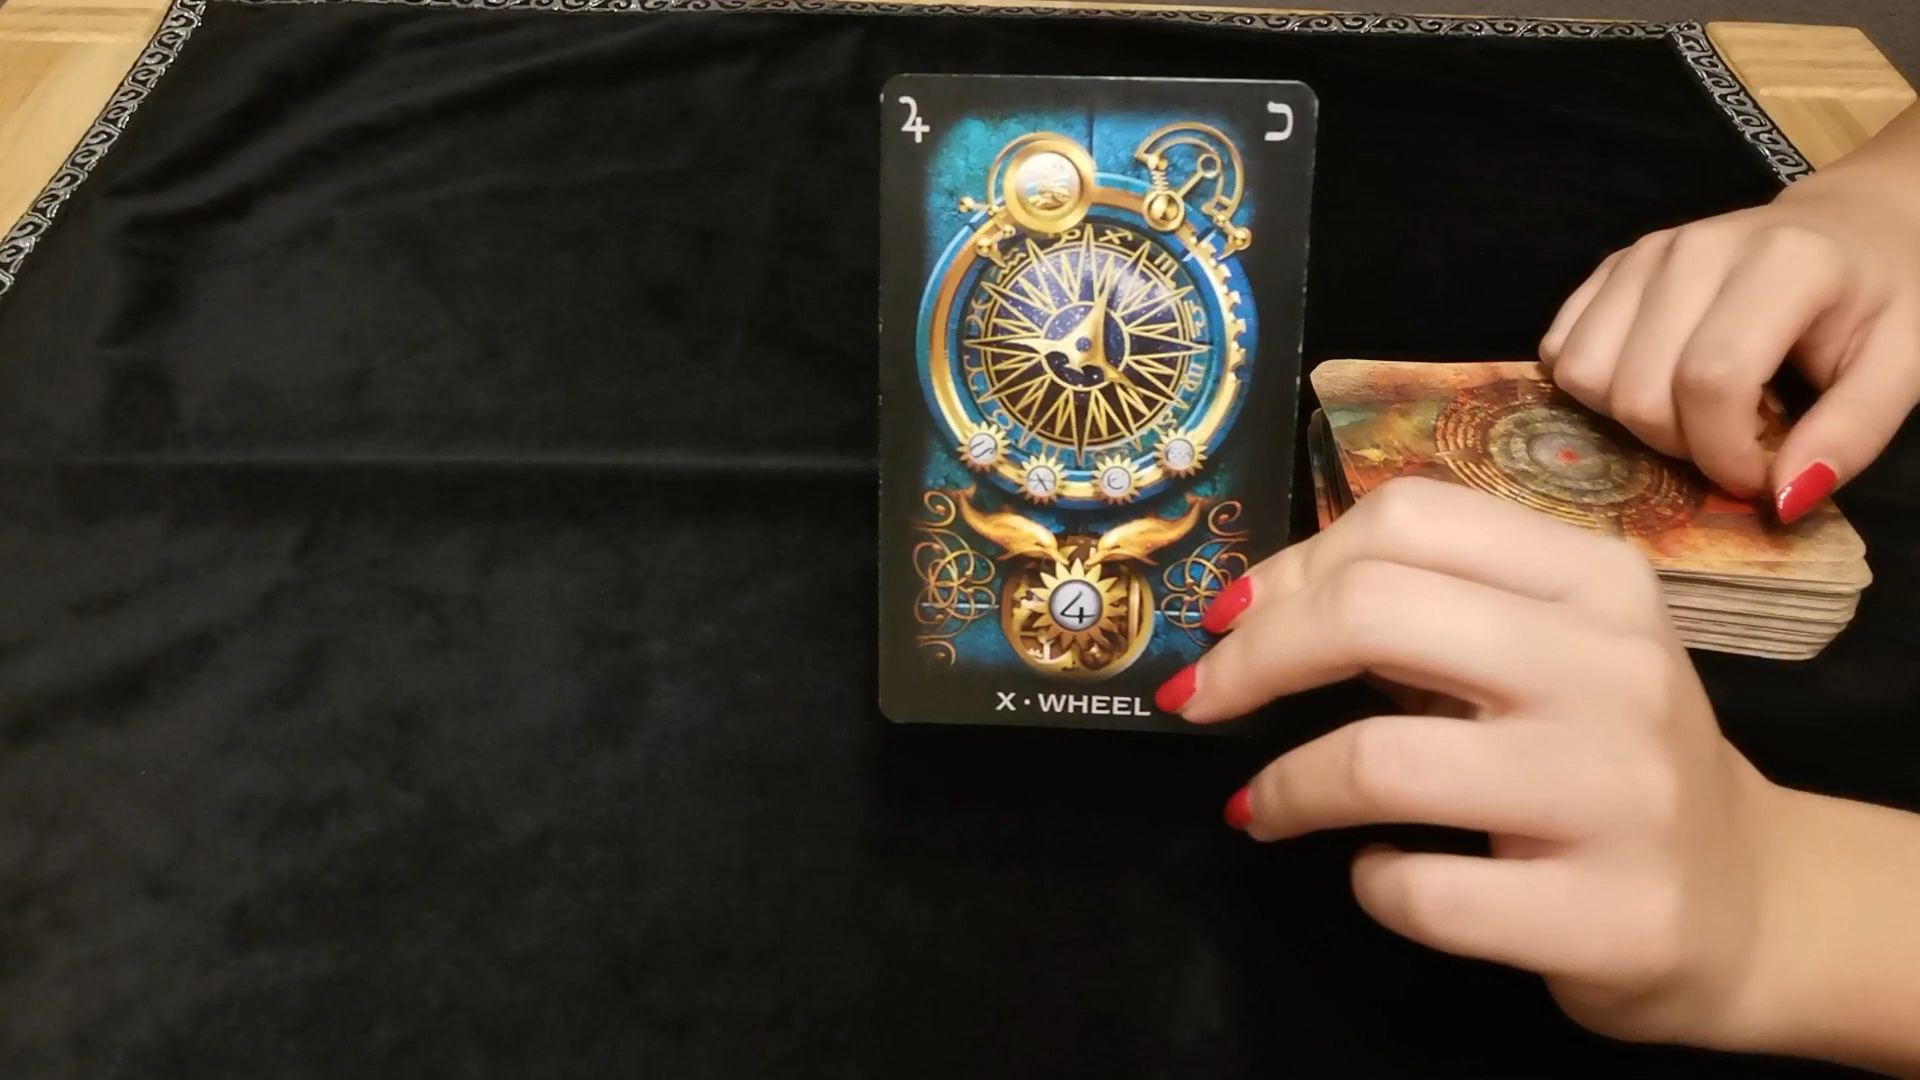 ♃ כ
♃
X · WHEEL